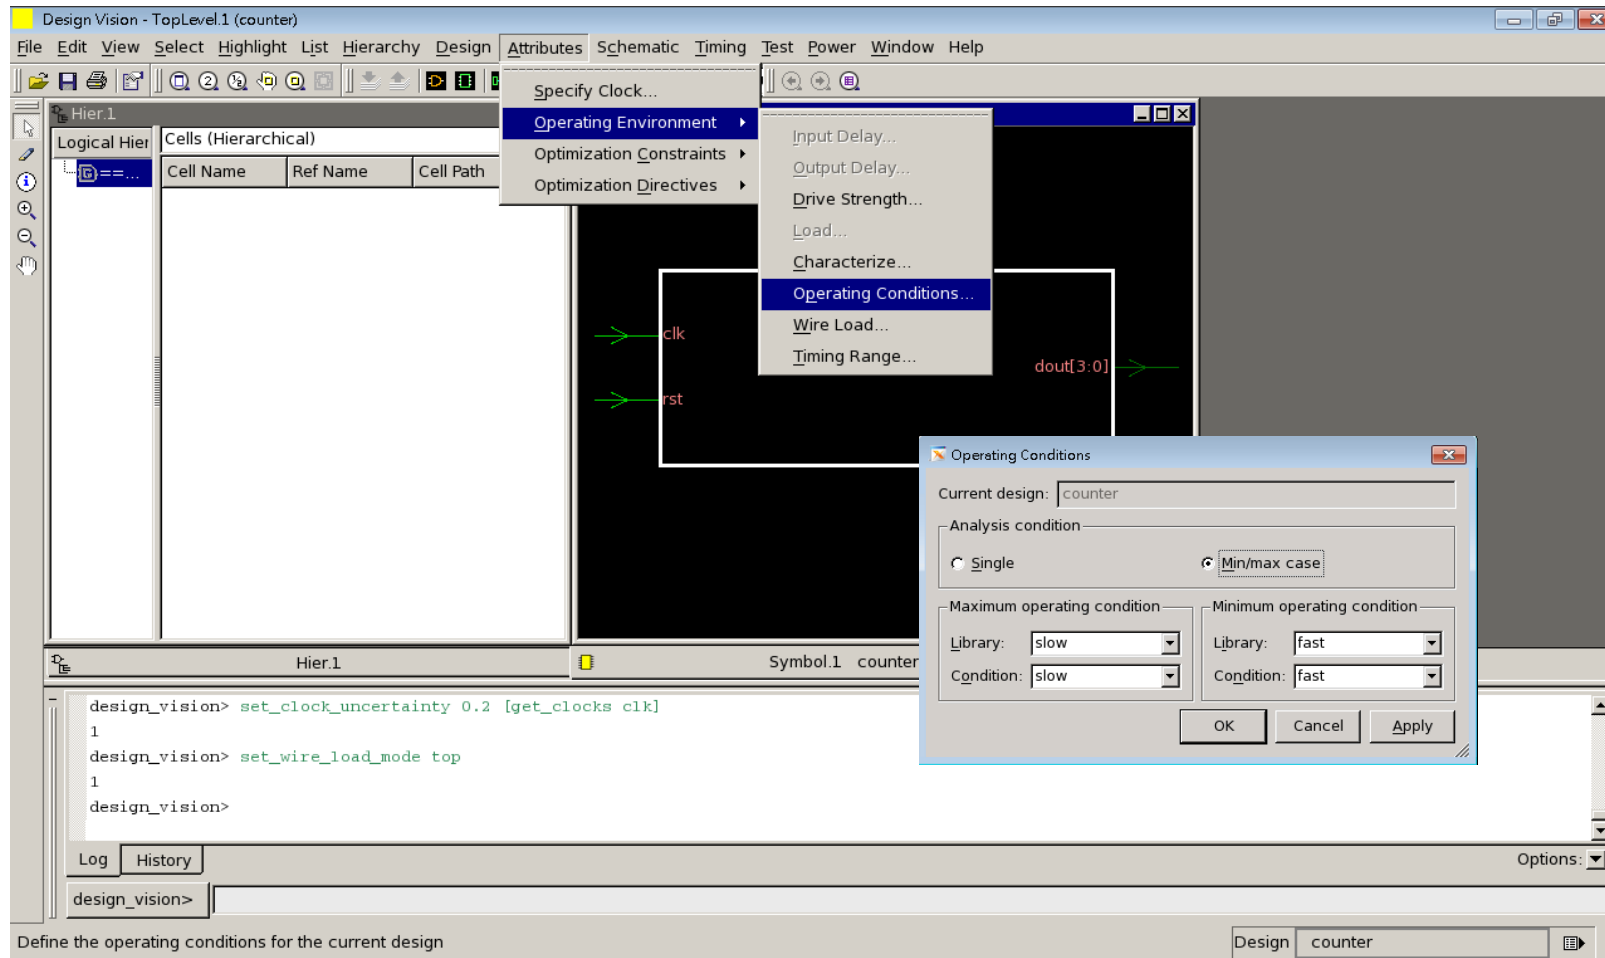 Design Vision - TopLevel.1 (counter)
File Edit View Select Highlight List Hierarchy Design Attributes Schematic Timing Test Power Window Help
Specify Clock...
Operating Environment
Optimization Constraints
Optimization Directives
Input Delay...
Output Delay...
Drive Strength...
Load...
Characterize...
Operating Conditions...
Wire Load...
Timing Range...
Hier.1
Logical Hier
Cells (Hierarchical)
==...
Cell Name Ref Name Cell Path
clk
rst
dout[3:0]
Operating Conditions
Current design: counter
Analysis condition
Single Min/max case
Maximum operating condition Minimum operating condition
Library: slow Library: fast
Condition: slow Condition: fast
OK Cancel Apply
Hier.1 Symbol.1 counter
design_vision> set_clock_uncertainty 0.2 [get_clocks clk]
1
design_vision> set_wire_load_mode top
1
design_vision>
Log History Options:
design_vision>
Define the operating conditions for the current design Design counter